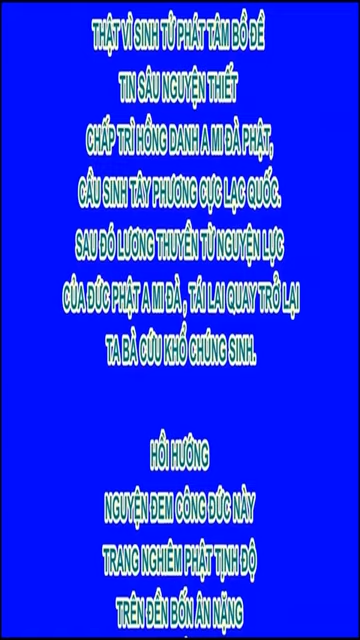 THẬT VÌ SINH TỬ PHÁT TÂM BỒ ĐỀ
TIN SÂU NGUYỆN THIẾT
CHẤP TRÌ HỒNG DANH A MI ĐÀ PHẬT,
CẦU SINH TÂY PHƯƠNG CỰC LẠC QUỐC.
SAU ĐÓ LƯƠNG THUYỀN TỪ NGUYỆN LỰC
CỦA ĐỨC PHẬT A MI ĐÀ , TÁI LAI QUAY TRỞ LẠI
TA BÀ CỨU KHỔ CHÚNG SINH.
HỒI HƯỚNG
NGUYỆN ĐEM CÔNG ĐỨC NÀY
TRANG NGHIÊM PHẬT TỊNH ĐỘ
TRÊN ĐỀN BỐN ÂN NẶNG